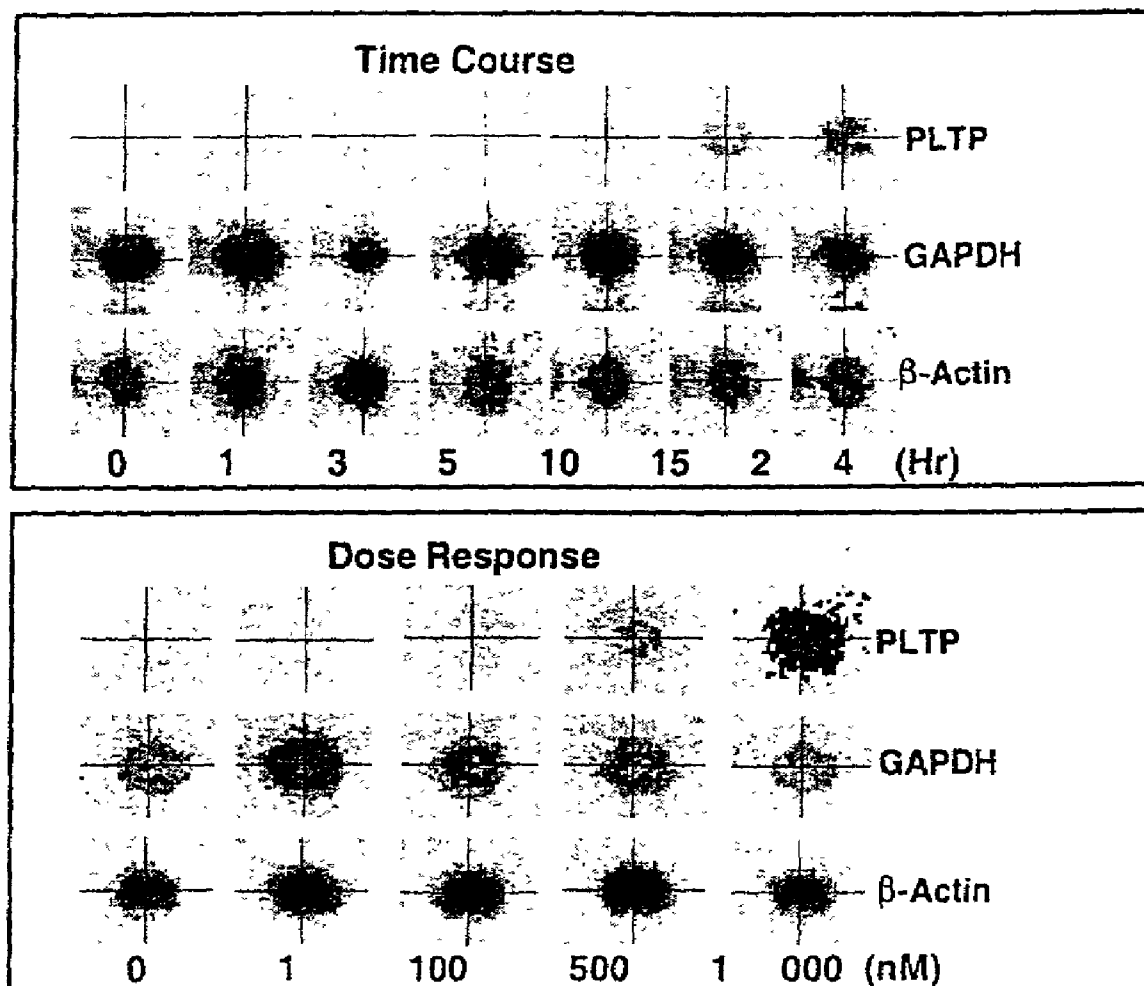 Time Course
PLTP
GAPDH
β-Actin
0 1 3 5 10 15 2 4 (Hr)
Dose Response
PLTP
GAPDH
β-Actin
0 1 100 500 1 000 (nM)